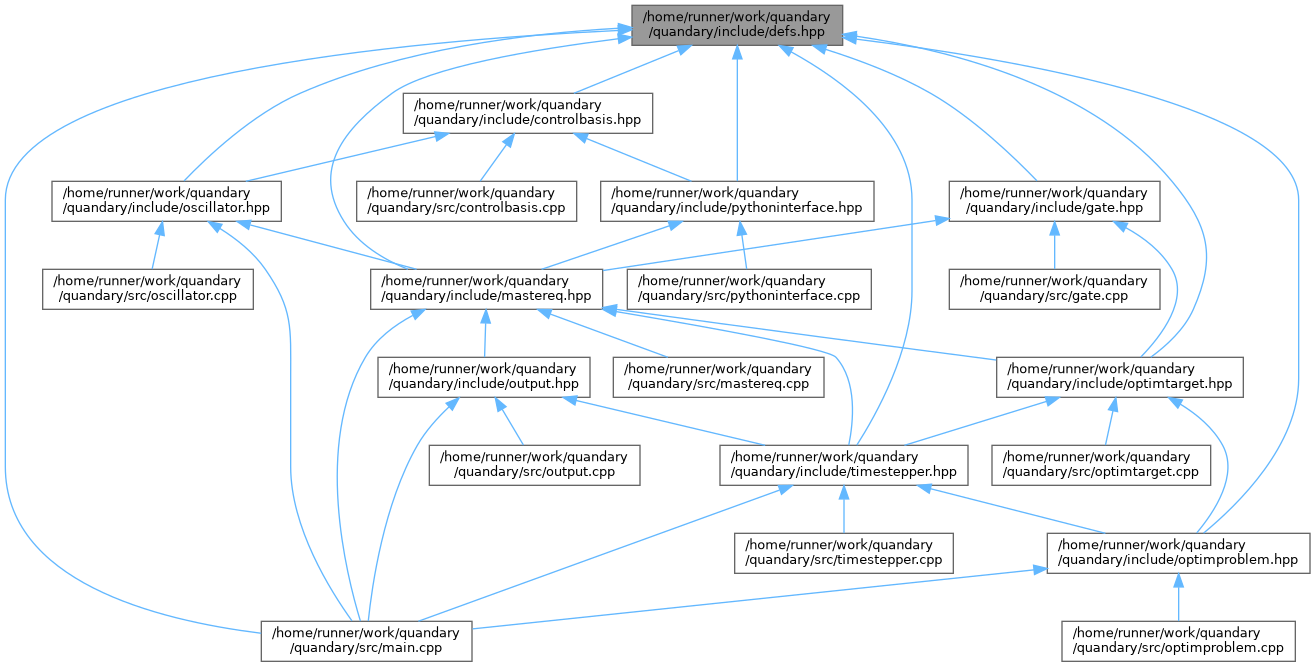 /home/runner/work/quandary
/quandary/include/defs.hpp
/home/runner/work/quandary
/quandary/include/controlbasis.hpp
/home/runner/work/quandary
/quandary/include/oscillator.hpp
/home/runner/work/quandary
/quandary/src/controlbasis.cpp
/home/runner/work/quandary
/quandary/include/pythoninterface.hpp
/home/runner/work/quandary
/quandary/include/gate.hpp
/home/runner/work/quandary
/quandary/src/oscillator.cpp
/home/runner/work/quandary
/quandary/include/mastereq.hpp
/home/runner/work/quandary
/quandary/src/pythoninterface.cpp
/home/runner/work/quandary
/quandary/src/gate.cpp
/home/runner/work/quandary
/quandary/include/output.hpp
/home/runner/work/quandary
/quandary/src/mastereq.cpp
/home/runner/work/quandary
/quandary/include/optimtarget.hpp
/home/runner/work/quandary
/quandary/src/output.cpp
/home/runner/work/quandary
/quandary/include/timestepper.hpp
/home/runner/work/quandary
/quandary/src/optimtarget.cpp
/home/runner/work/quandary
/quandary/src/timestepper.cpp
/home/runner/work/quandary
/quandary/include/optimproblem.hpp
/home/runner/work/quandary
/quandary/src/main.cpp
/home/runner/work/quandary
/quandary/src/optimproblem.cpp